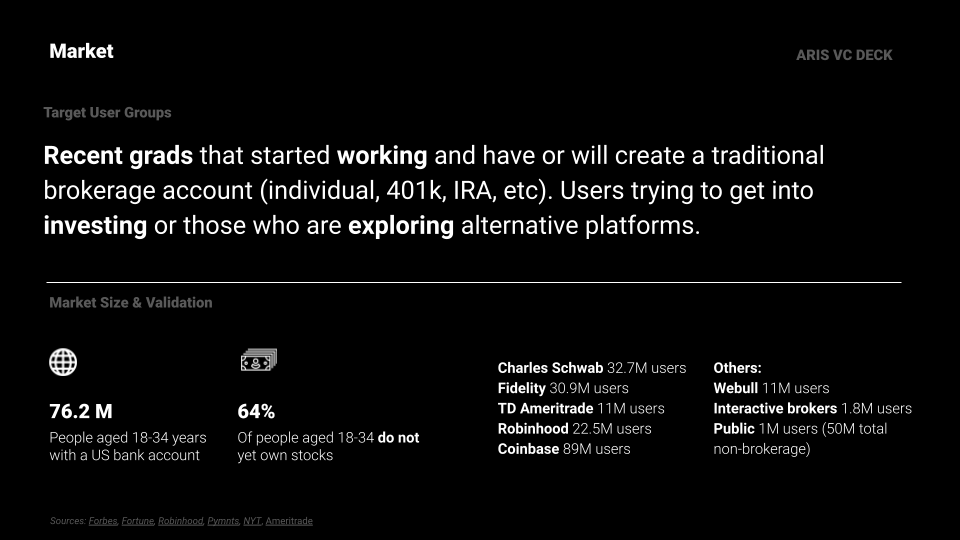 Market
ARIS VC DECK
Target User Groups
Recent grads that started working and have or will create a traditional
brokerage account (individual, 401k, IRA, etc). Users trying to get into
investing or those who are exploring alternative platforms.
Market Size & Validation
76.2 M
People aged 18-34 years
with a US bank account
64%
Of people aged 18-34 do not
yet own stocks
Charles Schwab 32.7M users
Fidelity 30.9M users
TD Ameritrade 11M users
Robinhood 22.5M users
Coinbase 89M users
Others:
Webull 11M users
Interactive brokers 1.8M users
Public 1M users (50M total
non-brokerage)
Sources: Forbes, Fortune, Robinhood, Pymnts, NYT, Ameritrade